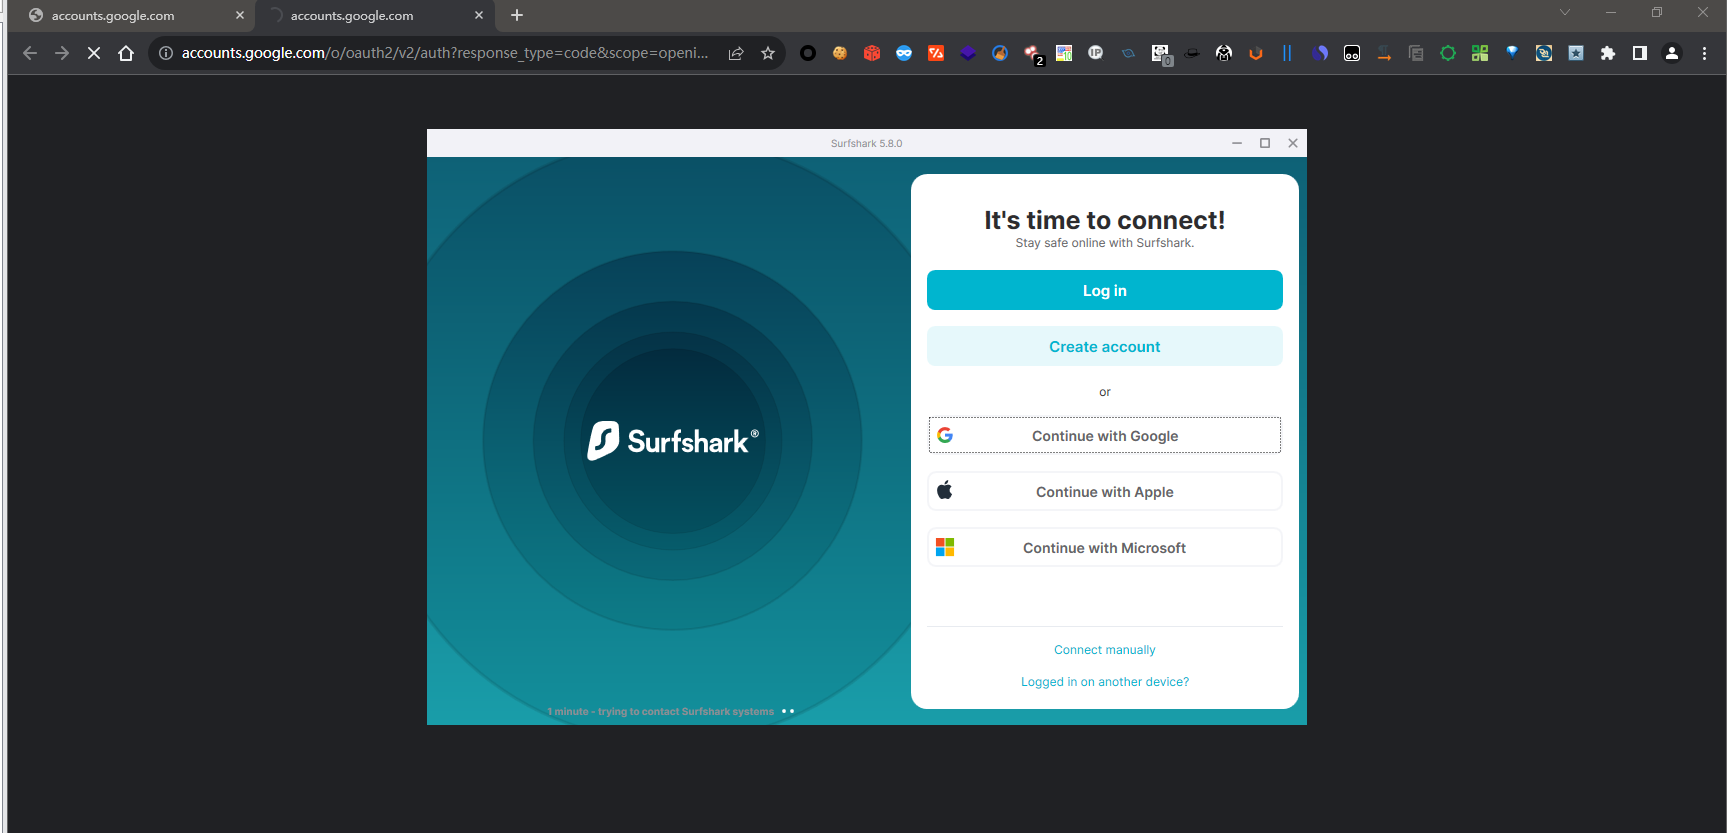 accounts.google.com
accounts.google.com
accounts.google.com/o/oauth2/v2/auth?response_type=code&scope=openi...
2
IP
0
Surfshark 5.8.0
It's time to connect!
Stay safe online with Surfshark.
Log in
Create account
or
Continue with Google
Continue with Apple
Continue with Microsoft
Connect manually
Logged in on another device?
Surfshark®
1 minute - trying to contact Surfshark systems